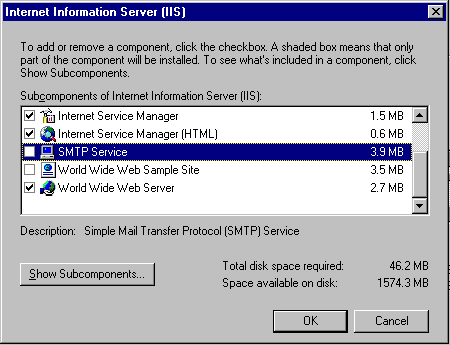 Internet Information Server (IIS)
To add or remove a component, click the checkbox. A shaded box means that only
part of the component will be installed. To see what's included in a component, click
Show Subcomponents.
Subcomponents of Internet Information Server (IIS):
Internet Service Manager 1.5 MB
Internet Service Manager (HTML) 0.6 MB
SMTP Service 3.9 MB
World Wide Web Sample Site 3.5 MB
World Wide Web Server 2.7 MB
Description: Simple Mail Transfer Protocol (SMTP) Service
Show Subcomponents...
Total disk space required: 46.2 MB
Space available on disk: 1574.3 MB
OK Cancel